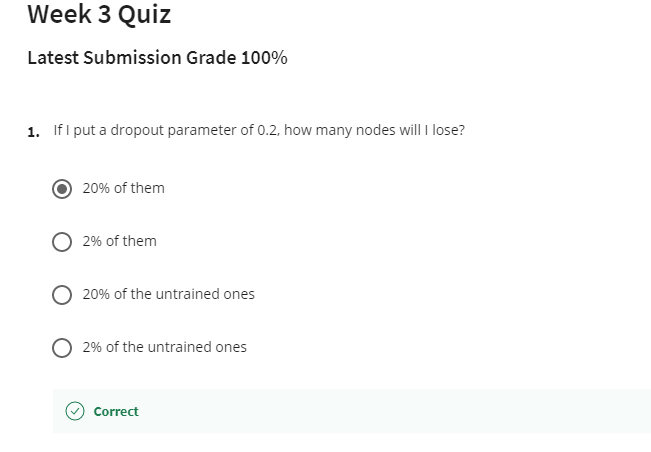 Week 3 Quiz
Latest Submission Grade 100%
1. If I put a dropout parameter of 0.2, how many nodes will I lose?
20% of them
2% of them
20% of the untrained ones
2% of the untrained ones
Correct